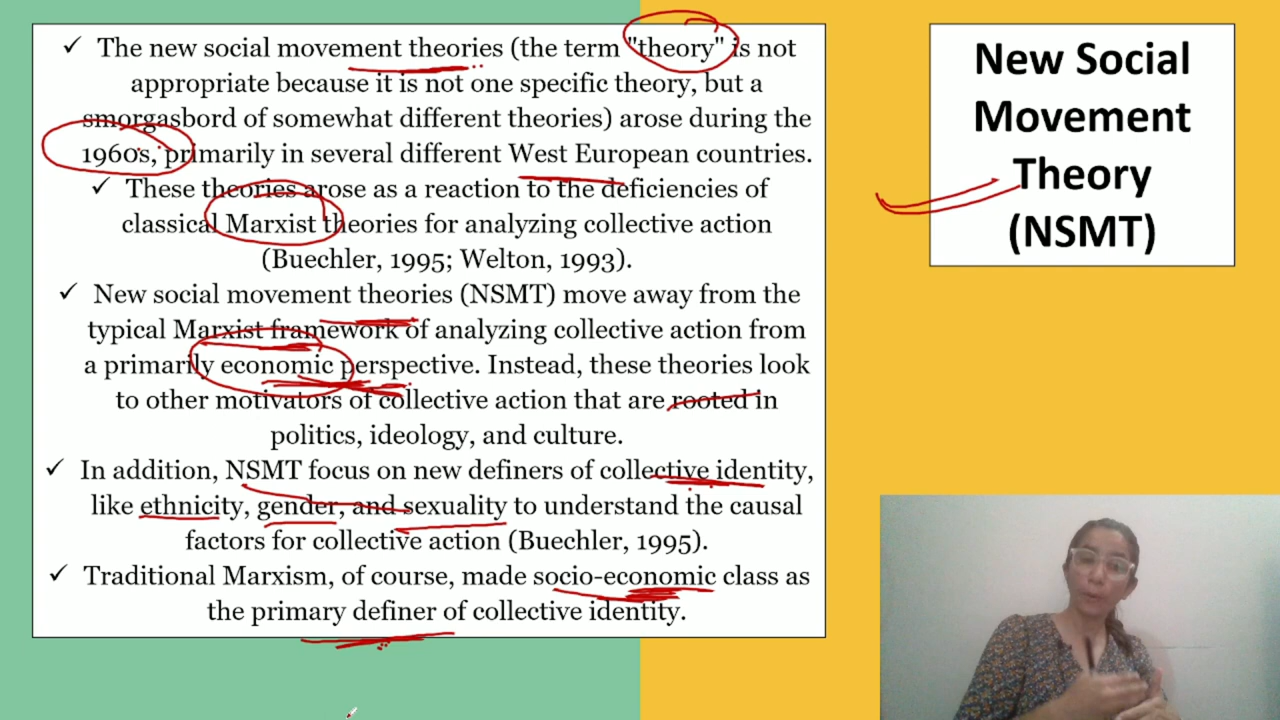 ✓ The new social movement theories (the term "theory" is not
appropriate because it is not one specific theory, but a
smorgasbord of somewhat different theories) arose during the
1960s, primarily in several different West European countries.
✓ These theories arose as a reaction to the deficiencies of
classical Marxist theories for analyzing collective action
(Buechler, 1995; Welton, 1993).
✓ New social movement theories (NSMT) move away from the
typical Marxist framework of analyzing collective action from
a primarily economic perspective. Instead, these theories look
to other motivators of collective action that are rooted in
politics, ideology, and culture.
✓ In addition, NSMT focus on new definers of collective identity,
like ethnicity, gender, and sexuality to understand the causal
factors for collective action (Buechler, 1995).
✓ Traditional Marxism, of course, made socio-economic class as
the primary definer of collective identity.
New Social
Movement
Theory
(NSMT)